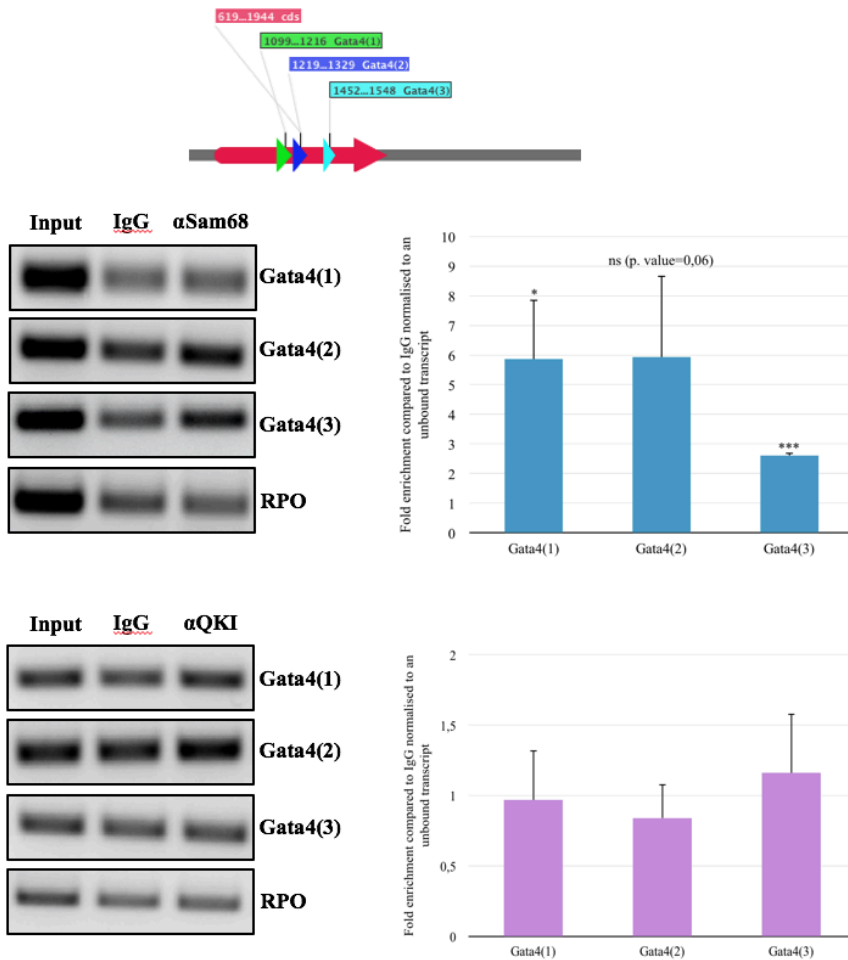 619...1944 cds
1099...1216 Gata4(1)
1219...1329 Gata4(2)
1452...1548 Gata4(3)
Input IgG αSam68
Gata4(1)
Gata4(2)
Gata4(3)
RPO
Fold enrichment compared to IgG normalised to an
unbound transcript
10
9
8
7
6
5
4
3
2
1
0
*
ns (p. value=0,06)
***
Gata4(1) Gata4(2) Gata4(3)
Input IgG αQKI
Gata4(1)
Gata4(2)
Gata4(3)
RPO
Fold enrichment compared to IgG normalised to an
unbound transcript
2
1,5
1
0,5
0
Gata4(1) Gata4(2) Gata4(3)